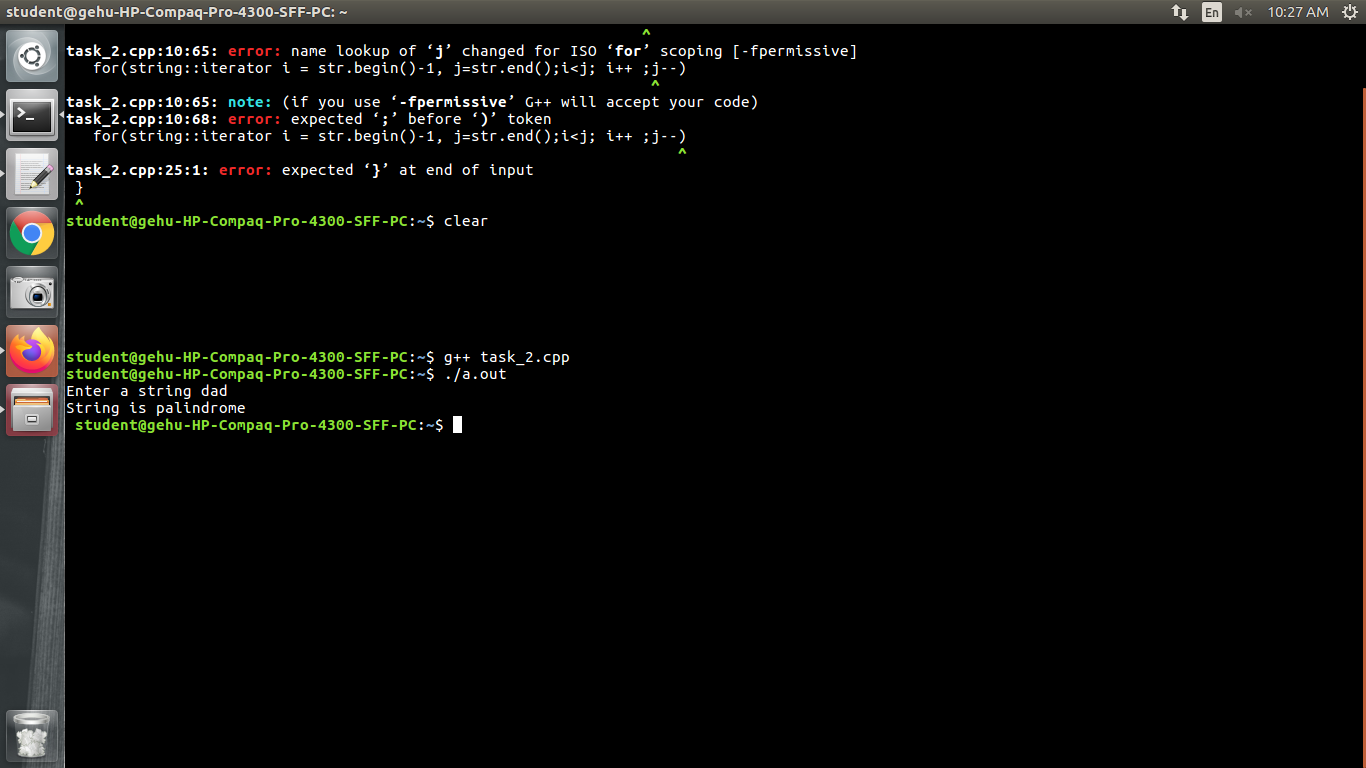 student@gehu-HP-Compaq-Pro-4300-SFF-PC: ~
En
10:27 AM
^
task_2.cpp:10:65: error: name lookup of ‘j’ changed for ISO ‘for’ scoping [-fpermissive]
   for(string::iterator i = str.begin()-1, j=str.end();i<j; i++ ;j--)
^
task_2.cpp:10:65: note: (if you use ‘-fpermissive’ G++ will accept your code)
task_2.cpp:10:68: error: expected ‘;’ before ‘)’ token
   for(string::iterator i = str.begin()-1, j=str.end();i<j; i++ ;j--)
^
task_2.cpp:25:1: error: expected ‘}’ at end of input
 }
 ^
student@gehu-HP-Compaq-Pro-4300-SFF-PC:~$ clear
student@gehu-HP-Compaq-Pro-4300-SFF-PC:~$ g++ task_2.cpp
student@gehu-HP-Compaq-Pro-4300-SFF-PC:~$ ./a.out
Enter a string dad
String is palindrome
 student@gehu-HP-Compaq-Pro-4300-SFF-PC:~$